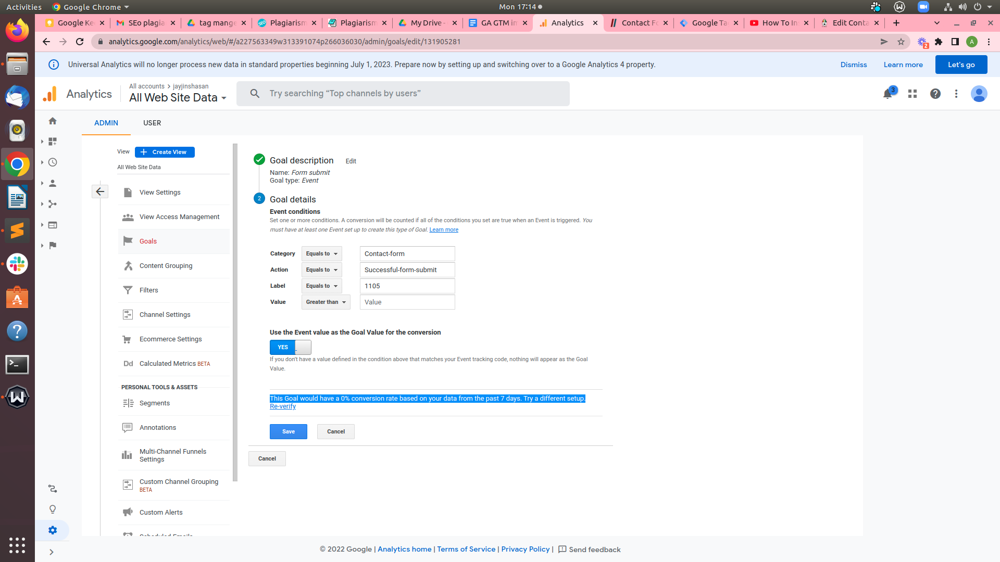 Activities
Google Chrome
Mon 17:14
Google Ke
SEo plagia
tag mange
Plagiarism
Plagiarism
My Drive -
GA GTM in
Analytics
Contact Fo
Google Ta
How To In
Edit Conta
analytics.google.com/analytics/web/#/a227563349w313391074p266036030/admin/goals/edit/131905281
2
A
Universal Analytics will no longer process new data in standard properties beginning July 1, 2023. Prepare now by setting up and switching over to a Google Analytics 4 property.
Dismiss
Learn more
Let's go
Analytics
All accounts > jayjinshasan
All Web Site Data
Try searching “Top channels by users”
3
ADMIN
USER
View
Create View
All Web Site Data
View Settings
View Access Management
Goals
Content Grouping
Filters
Channel Settings
Ecommerce Settings
Dd Calculated Metrics BETA
PERSONAL TOOLS & ASSETS
Segments
Annotations
Multi-Channel Funnels
Settings
Custom Channel Grouping
BETA
Custom Alerts
Scheduled Emails
Goal description
Edit
Name: Form submit
Goal type: Event
2
Goal details
Event conditions
Set one or more conditions. A conversion will be counted if all of the conditions you set are true when an Event is triggered. You
must have at least one Event set up to create this type of Goal. Learn more
Category Equals to Contact-form
Action Equals to Successful-form-submit
Label Equals to 1105
Value Greater than Value
Use the Event value as the Goal Value for the conversion
YES
If you don't have a value defined in the condition above that matches your Event tracking code, nothing will appear as the Goal
Value.
This Goal would have a 0% conversion rate based on your data from the past 7 days. Try a different setup.
Re-verify
Save
Cancel
Cancel
© 2022 Google | Analytics home | Terms of Service | Privacy Policy | Send feedback